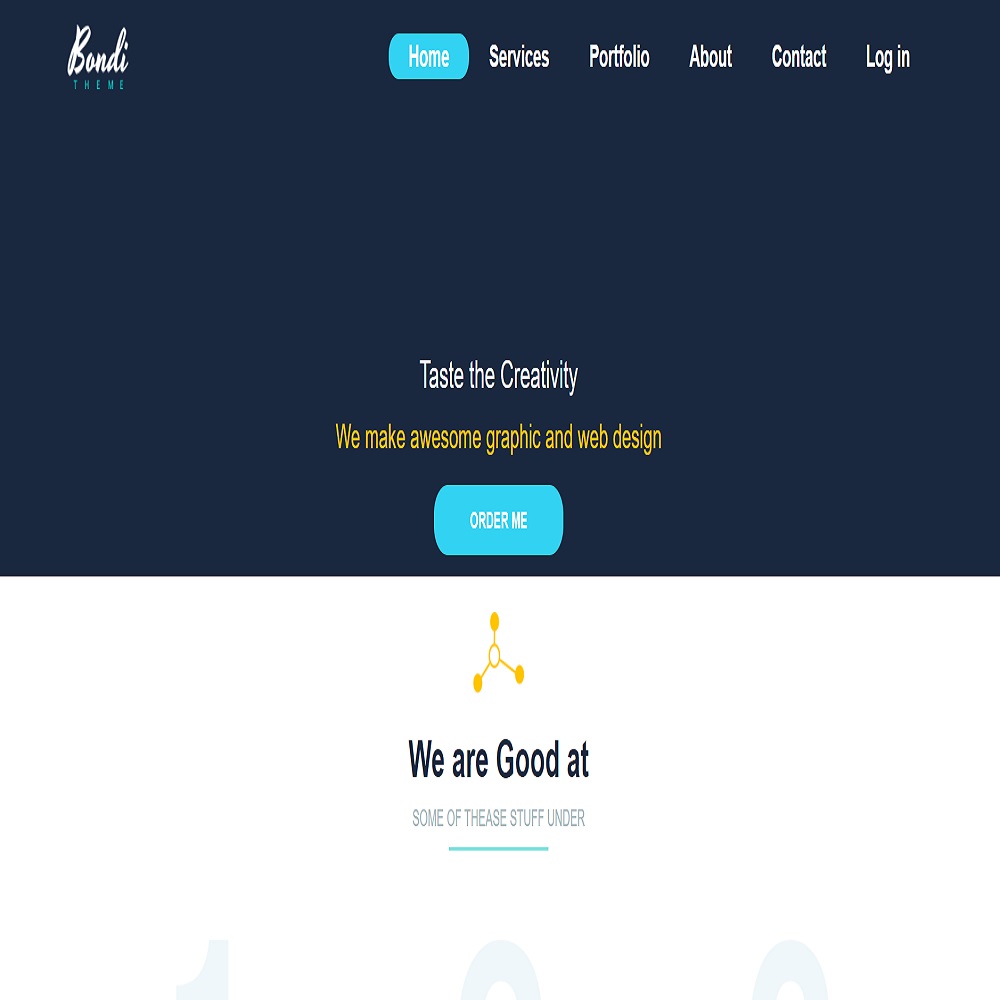 Bondi
THEME
Home Services Portfolio About Contact Log in
Taste the Creativity
We make awesome graphic and web design
ORDER ME
We are Good at
SOME OF THEASE STUFF UNDER
1